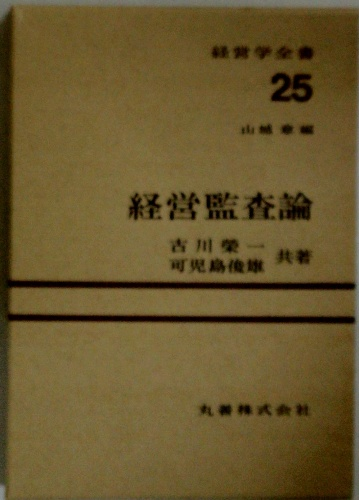 経営学全書
25
山城章編
経営監査論
古川榮一
可児島俊雄
共著
丸善株式会社